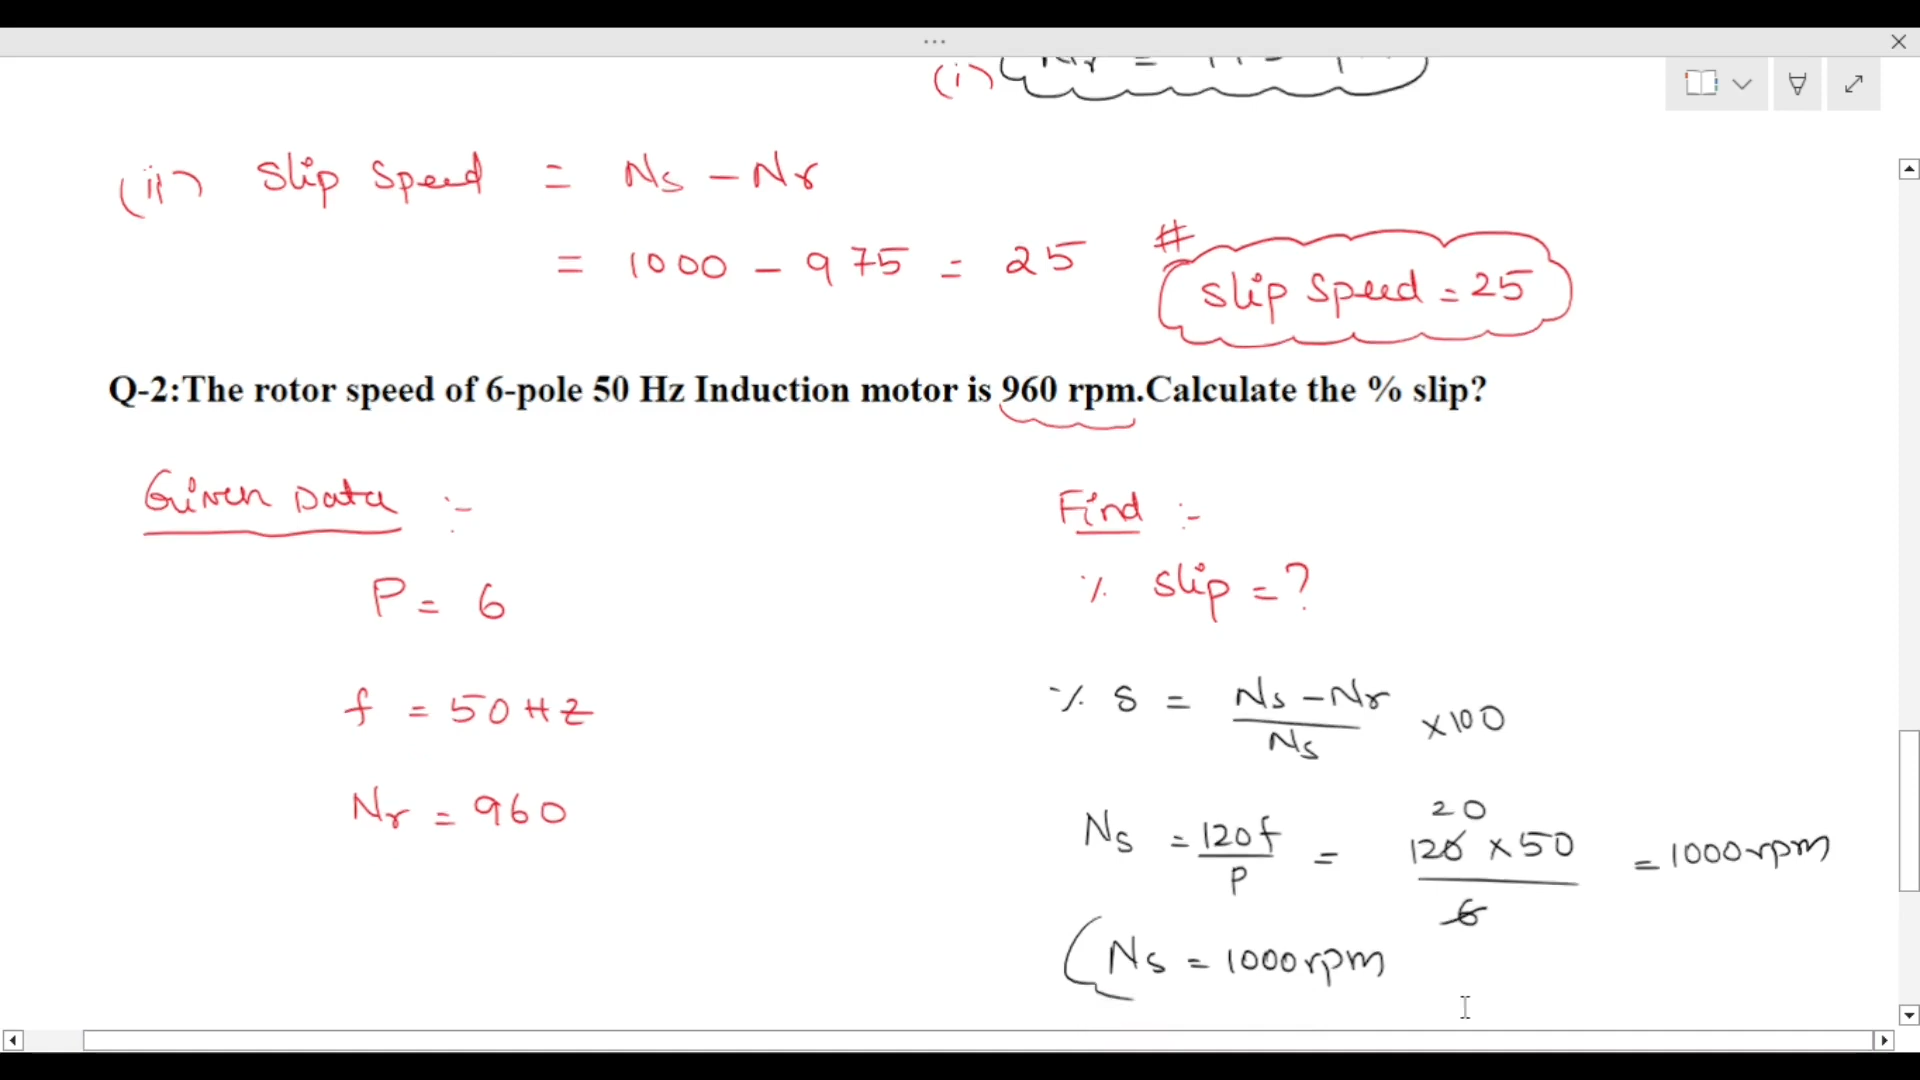 (i)
(ii) Slip Speed = Ns - Nr
= 1000 - 975 = 25
#
Slip Speed = 25
Q-2:The rotor speed of 6-pole 50 Hz Induction motor is 960 rpm.Calculate the % slip?
Given Data :-
P = 6
f = 50 HZ
Nr = 960
Find :-
% Slip = ?
% S = Ns - Nr / Ns × 100
Ns = 120f / P = 120 × 50 / 6 = 1000 rpm
20
Ns = 1000 rpm